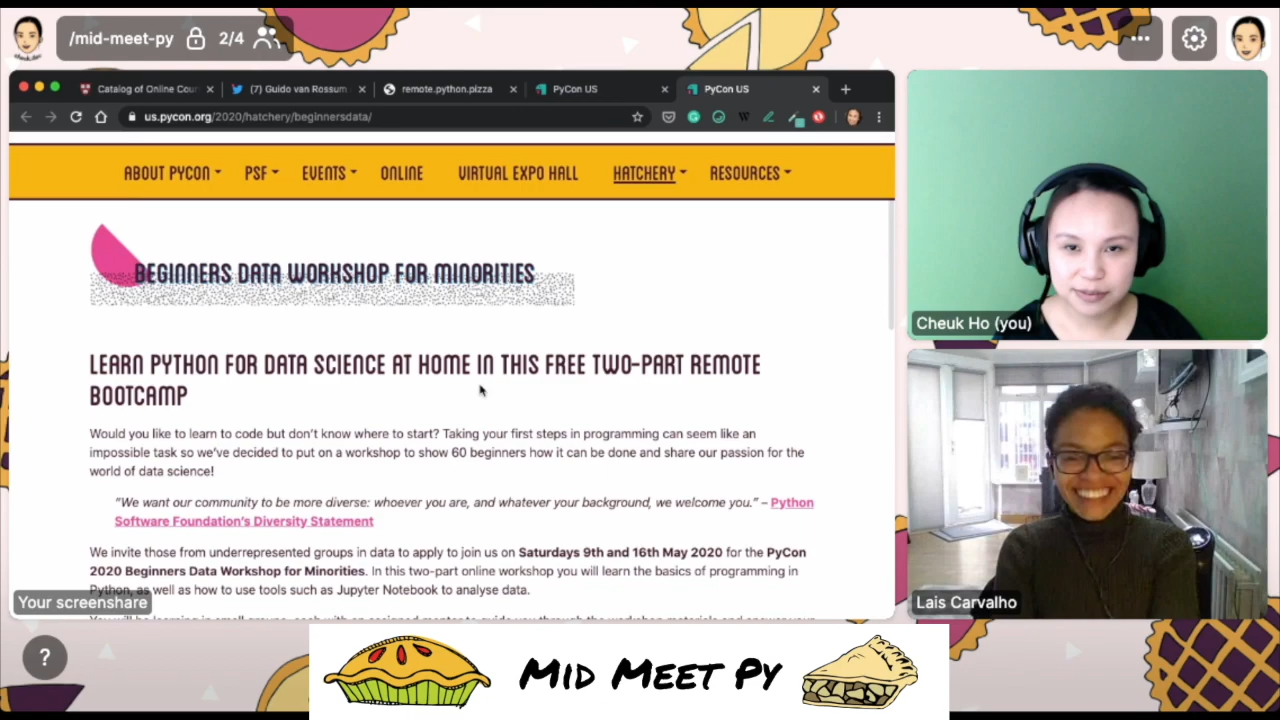 /mid-meet-py 2/4
Catalog of Online Cour
(7) Guido van Rossum
remote.python.pizza
PyCon US
PyCon US
us.pycon.org/2020/hatchery/beginnersdata/
ABOUT PYCON PSF EVENTS ONLINE VIRTUAL EXPO HALL HATCHERY RESOURCES
BEGINNERS DATA WORKSHOP FOR MINORITIES
LEARN PYTHON FOR DATA SCIENCE AT HOME IN THIS FREE TWO-PART REMOTE
BOOTCAMP
Would you like to learn to code but don't know where to start? Taking your first steps in programming can seem like an
impossible task so we've decided to put on a workshop to show 60 beginners how it can be done and share our passion for the
world of data science!
"We want our community to be more diverse: whoever you are, and whatever your background, we welcome you." – Python
Software Foundation's Diversity Statement
We invite those from underrepresented groups in data to apply to join us on Saturdays 9th and 16th May 2020 for the PyCon
2020 Beginners Data Workshop for Minorities. In this two-part online workshop you will learn the basics of programming in
Python, as well as how to use tools such as Jupyter Notebook to analyse data.
Your screenshare
Cheuk Ho (you)
Lais Carvalho
?
MID MEET PY